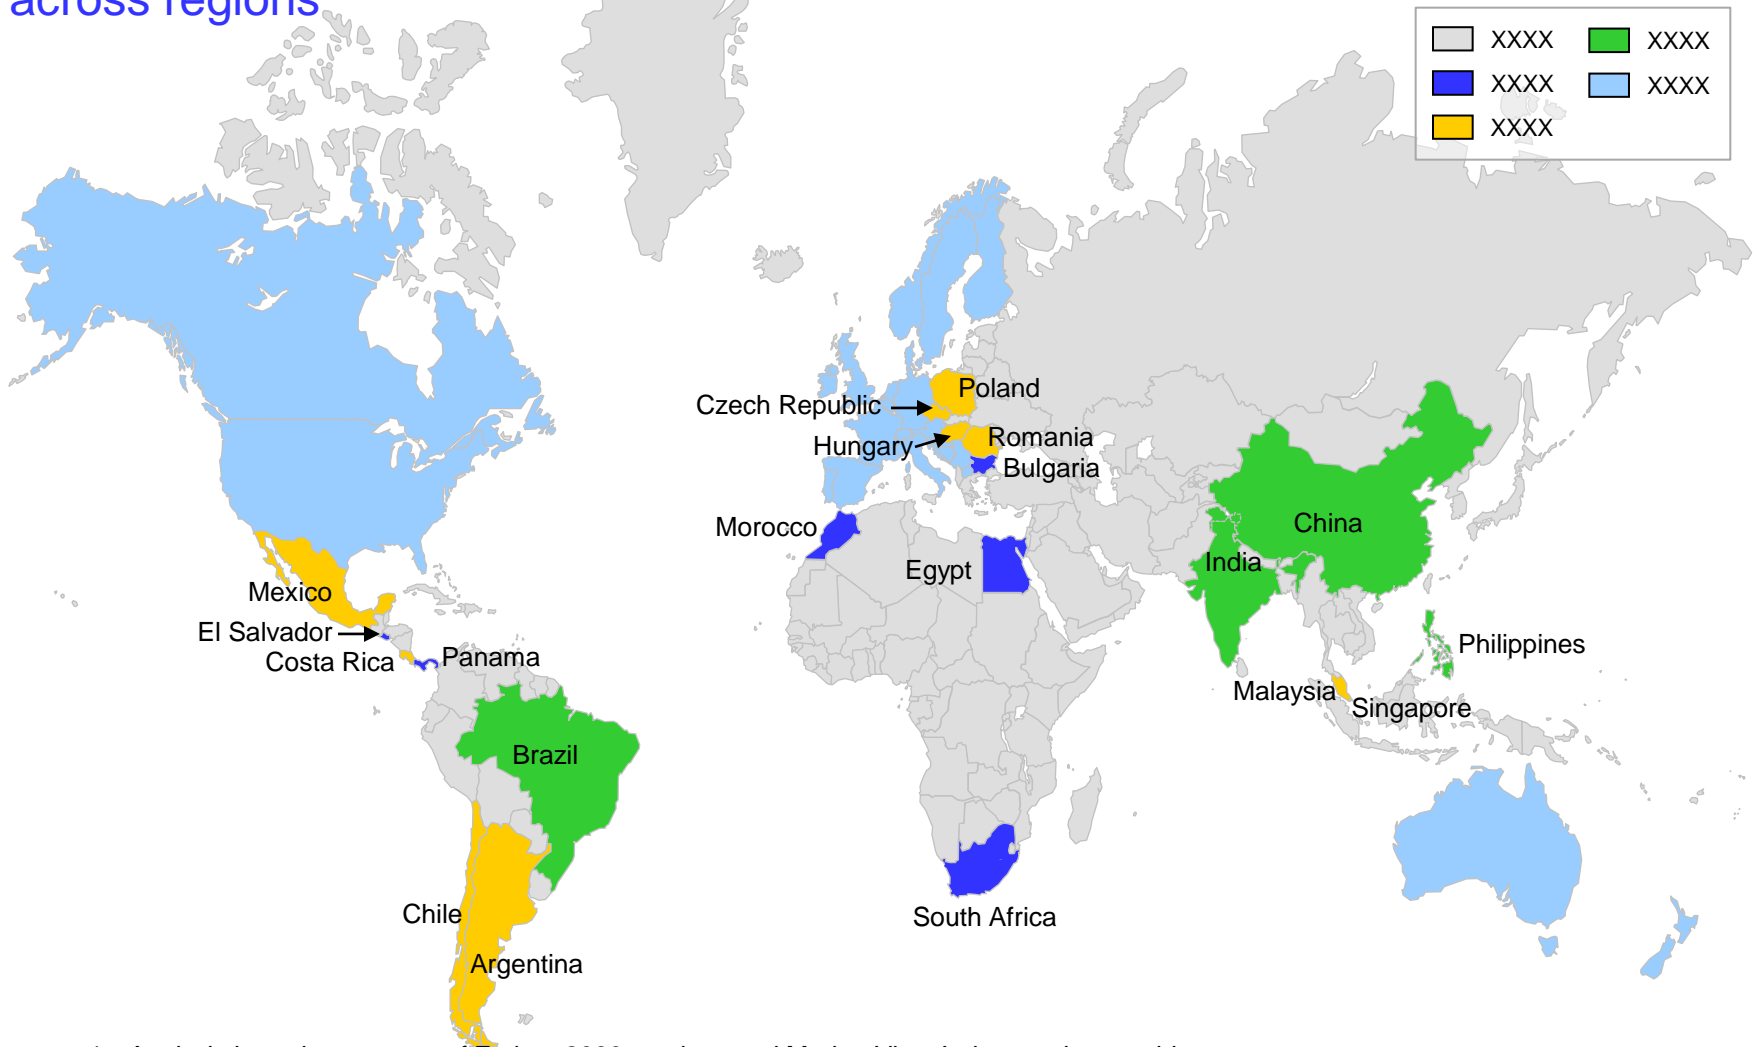 across regions
XXXX XXXX
XXXX XXXX
XXXX
Poland
Czech Republic
Hungary
Romania
Bulgaria
Morocco
Egypt
China
India
Mexico
El Salvador
Costa Rica
Panama
Philippines
Malaysia
Singapore
Brazil
Chile
South Africa
Argentina